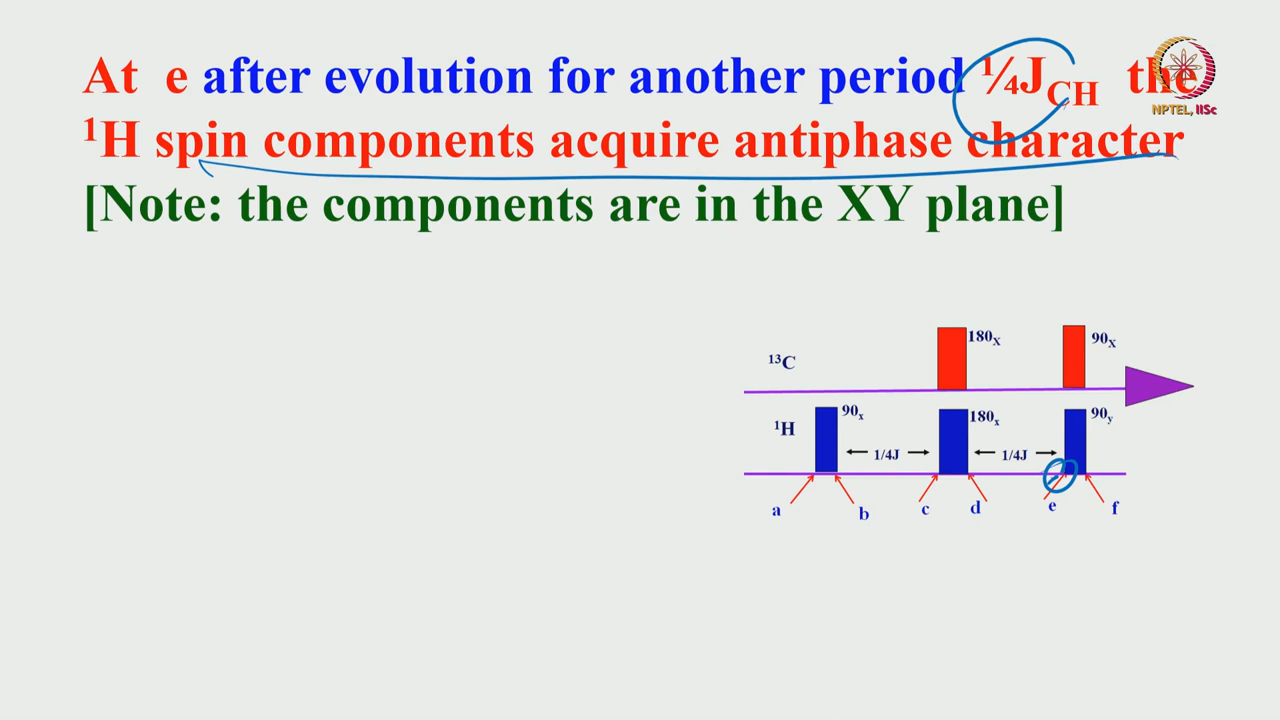 At e after evolution for another period ¼J_CH the
¹H spin components acquire antiphase character
[Note: the components are in the XY plane]
NPTEL, IISc
¹³C
180x
90x
¹H
90x
180x
90y
1/4J
1/4J
a
b
c
d
e
f